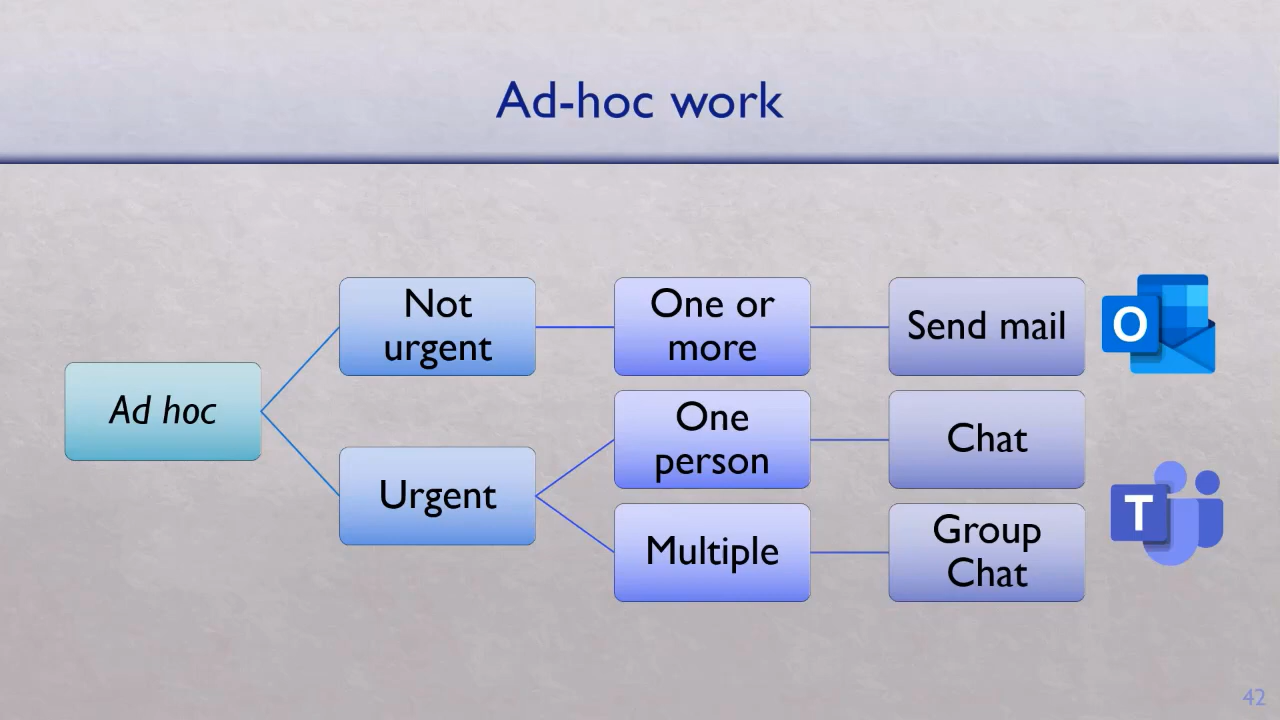 Ad-hoc work
Ad hoc
Not
urgent
One or
more
Send mail
O
Urgent
One
person
Chat
Multiple
Group
Chat
T
42